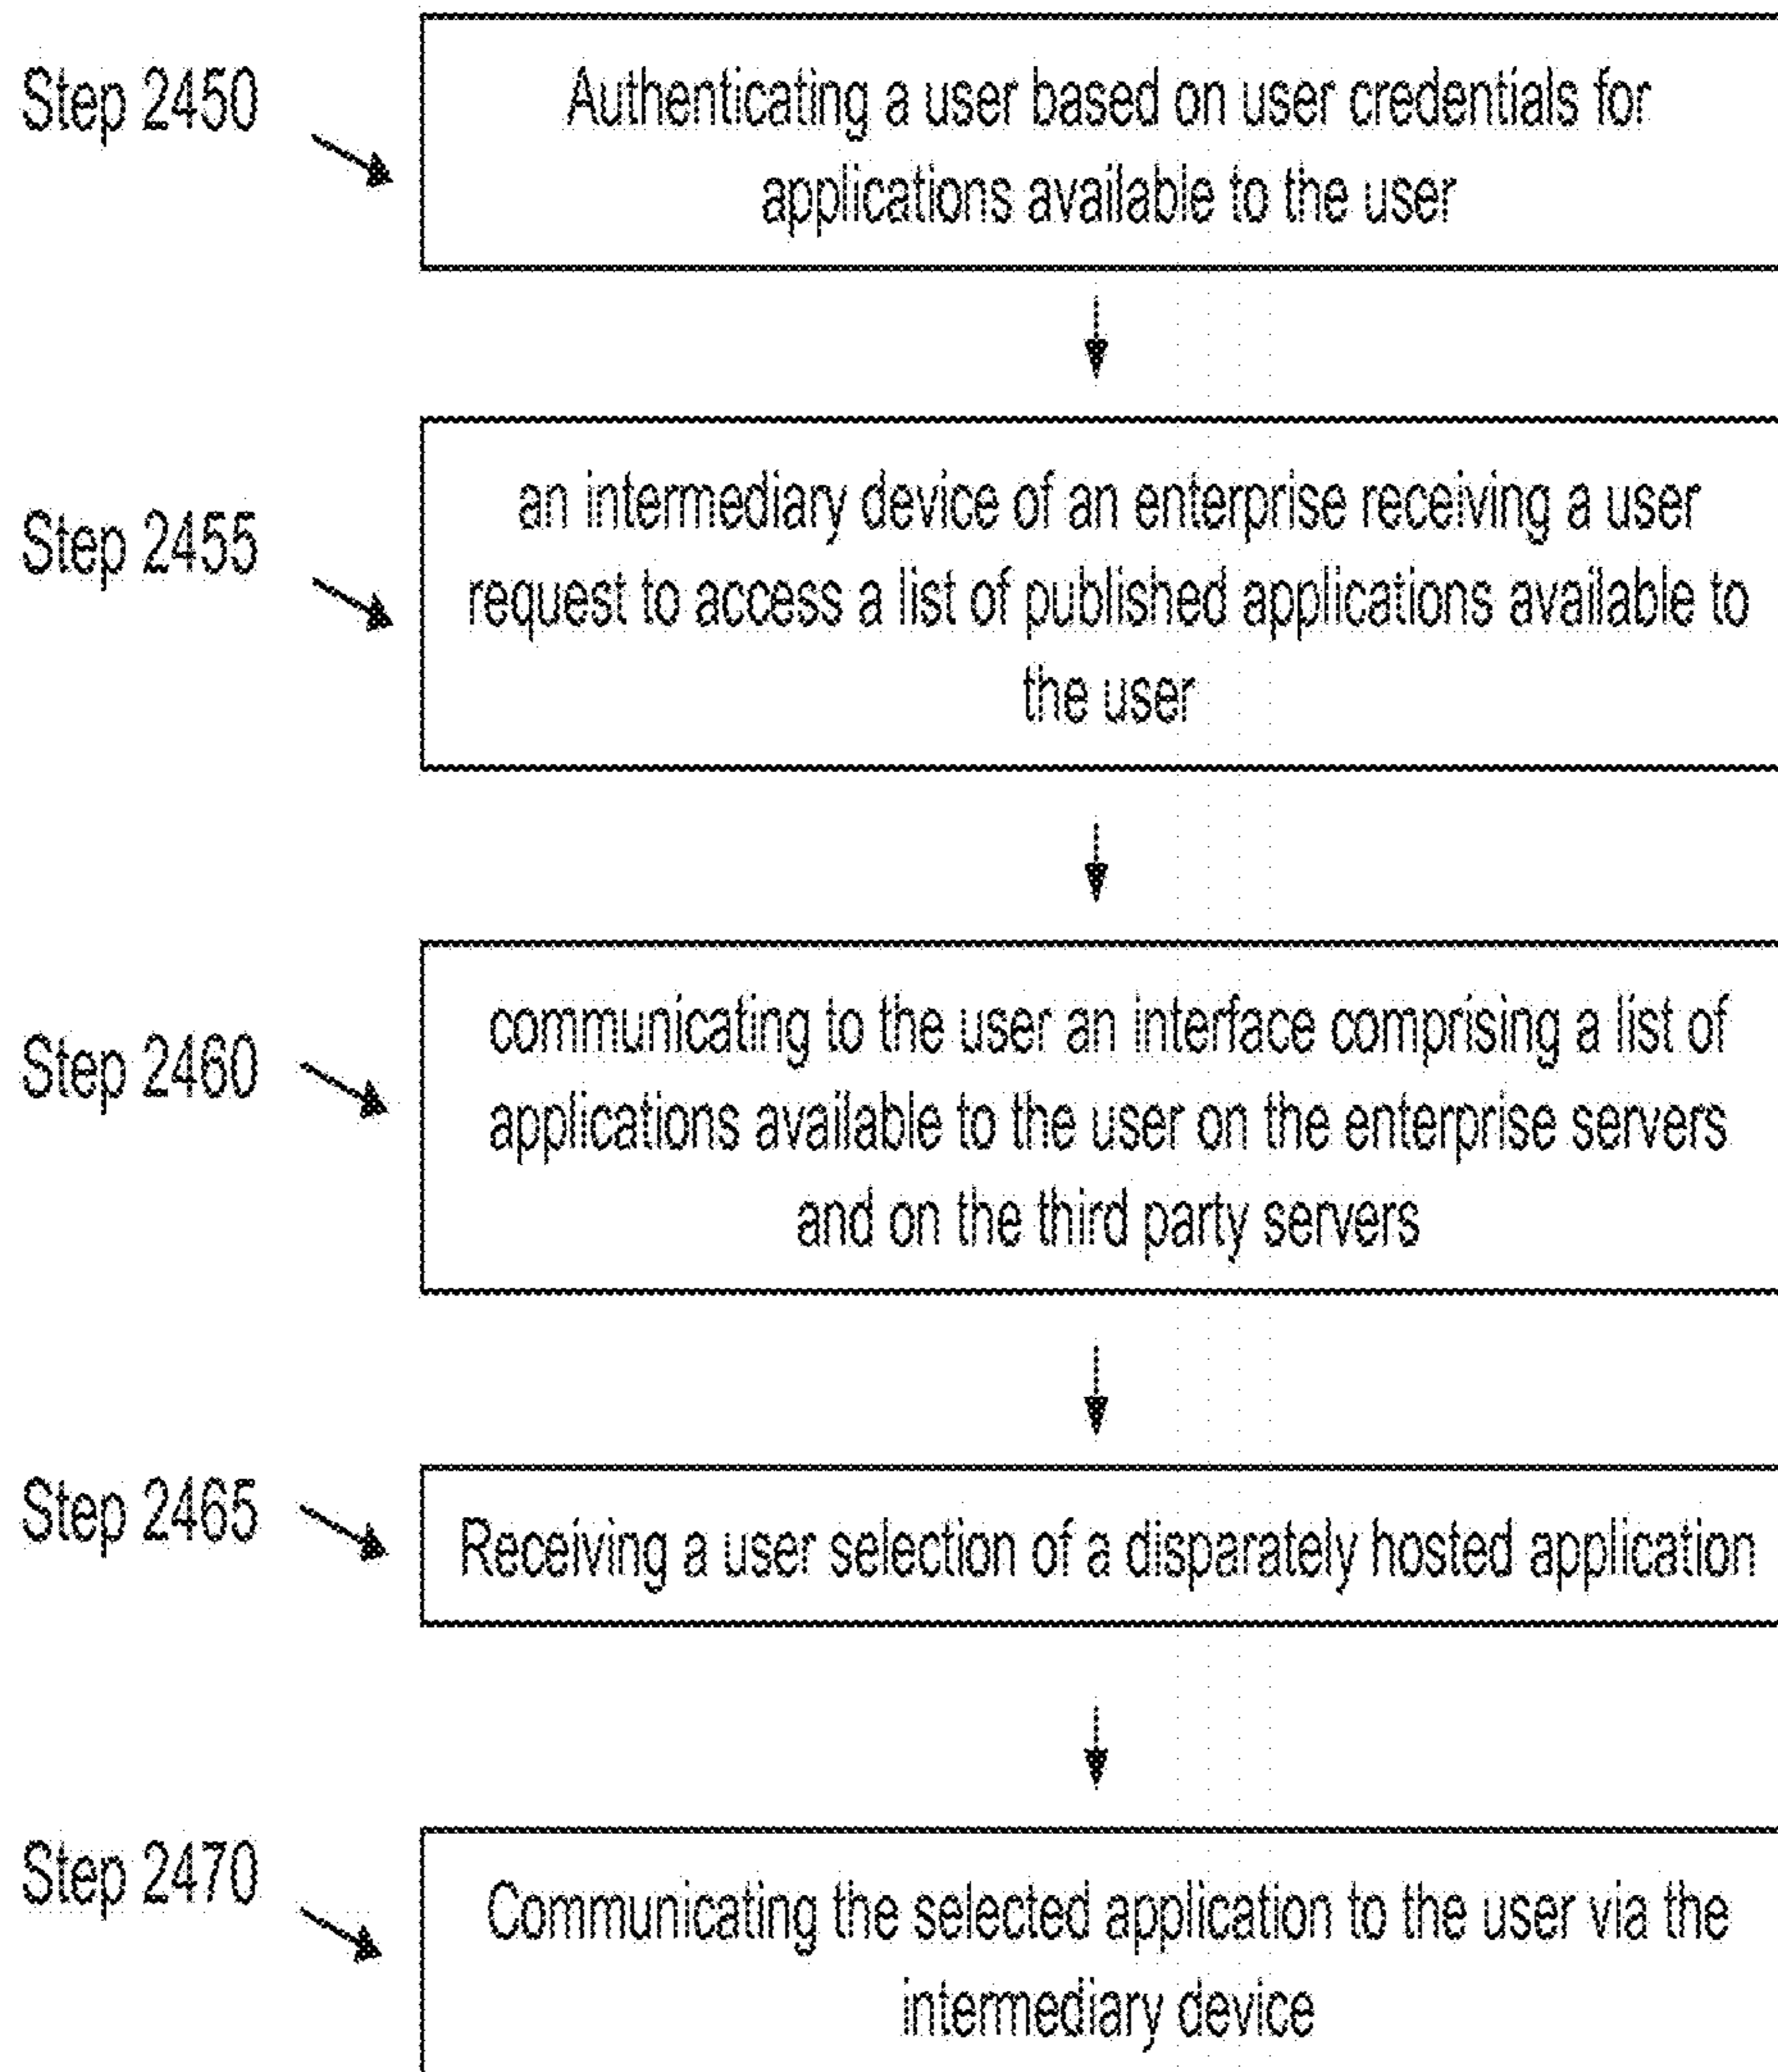 Step 2450
Authenticating a user based on user credentials for
applications available to the user
Step 2455
an intermediary device of an enterprise receiving a user
request to access a list of published applications available to
the user
Step 2460
communicating to the user an interface comprising a list of
applications available to the user on the enterprise servers
and on the third party servers
Step 2465
Receiving a user selection of a disparately hosted application
Step 2470
Communicating the selected application to the user via the
intermediary device